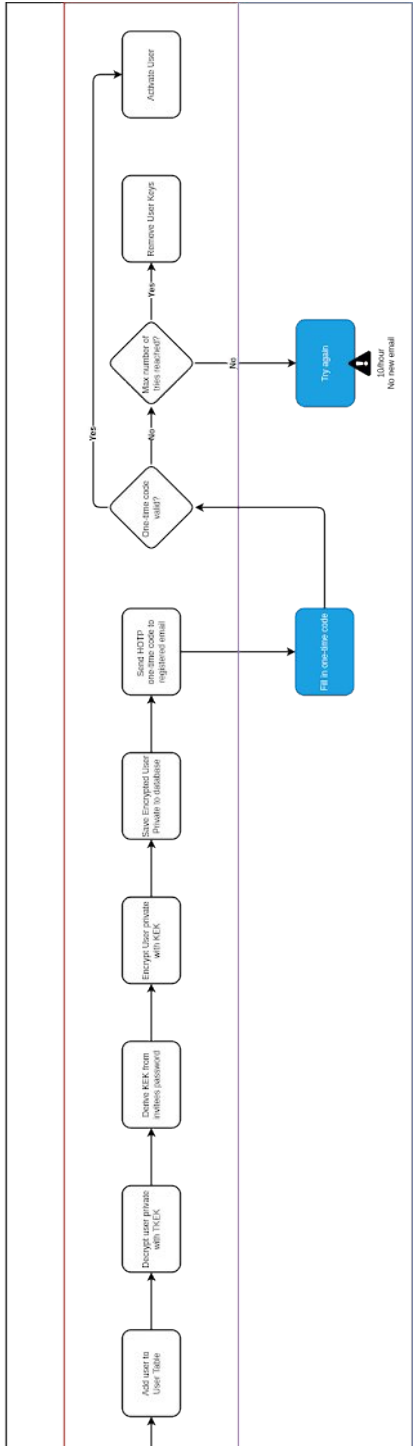 Add user to
User Table
Decrypt user private
with TKEK
Derive KEK from
invitees password
Encrypt User private
with KEK
Save Encrypted User
Private to database
Send HOTP
one-time code to
registered email
Fill in one-time code
One-time code
valid?
Yes
No
Max number of
tries reached?
Yes
No
Remove User Keys
Activate User
Try again
10/hour
No new email